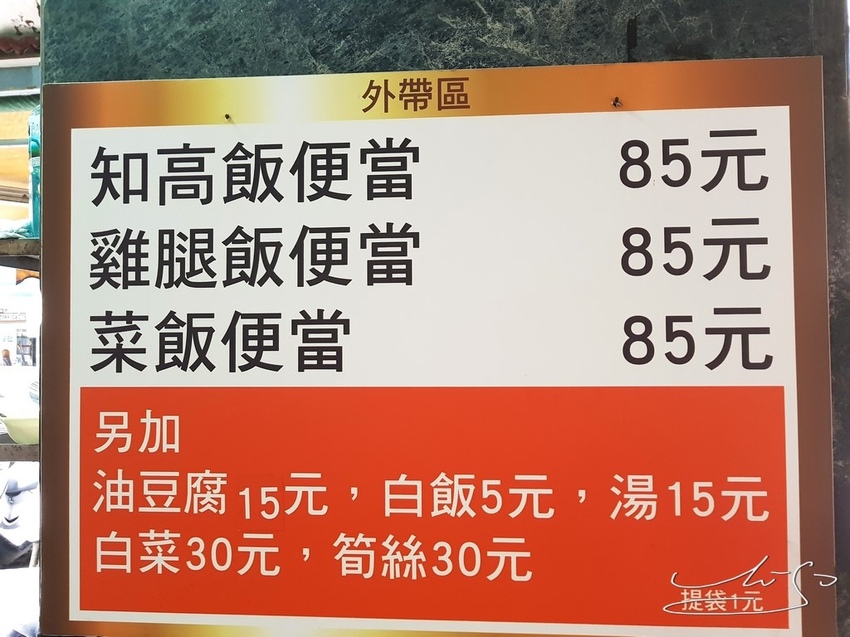 外帶區
知高飯便當 85元
雞腿飯便當 85元
菜飯便當 85元
另加
油豆腐15元，白飯5元，湯15元
白菜30元，筍絲30元
提袋1元